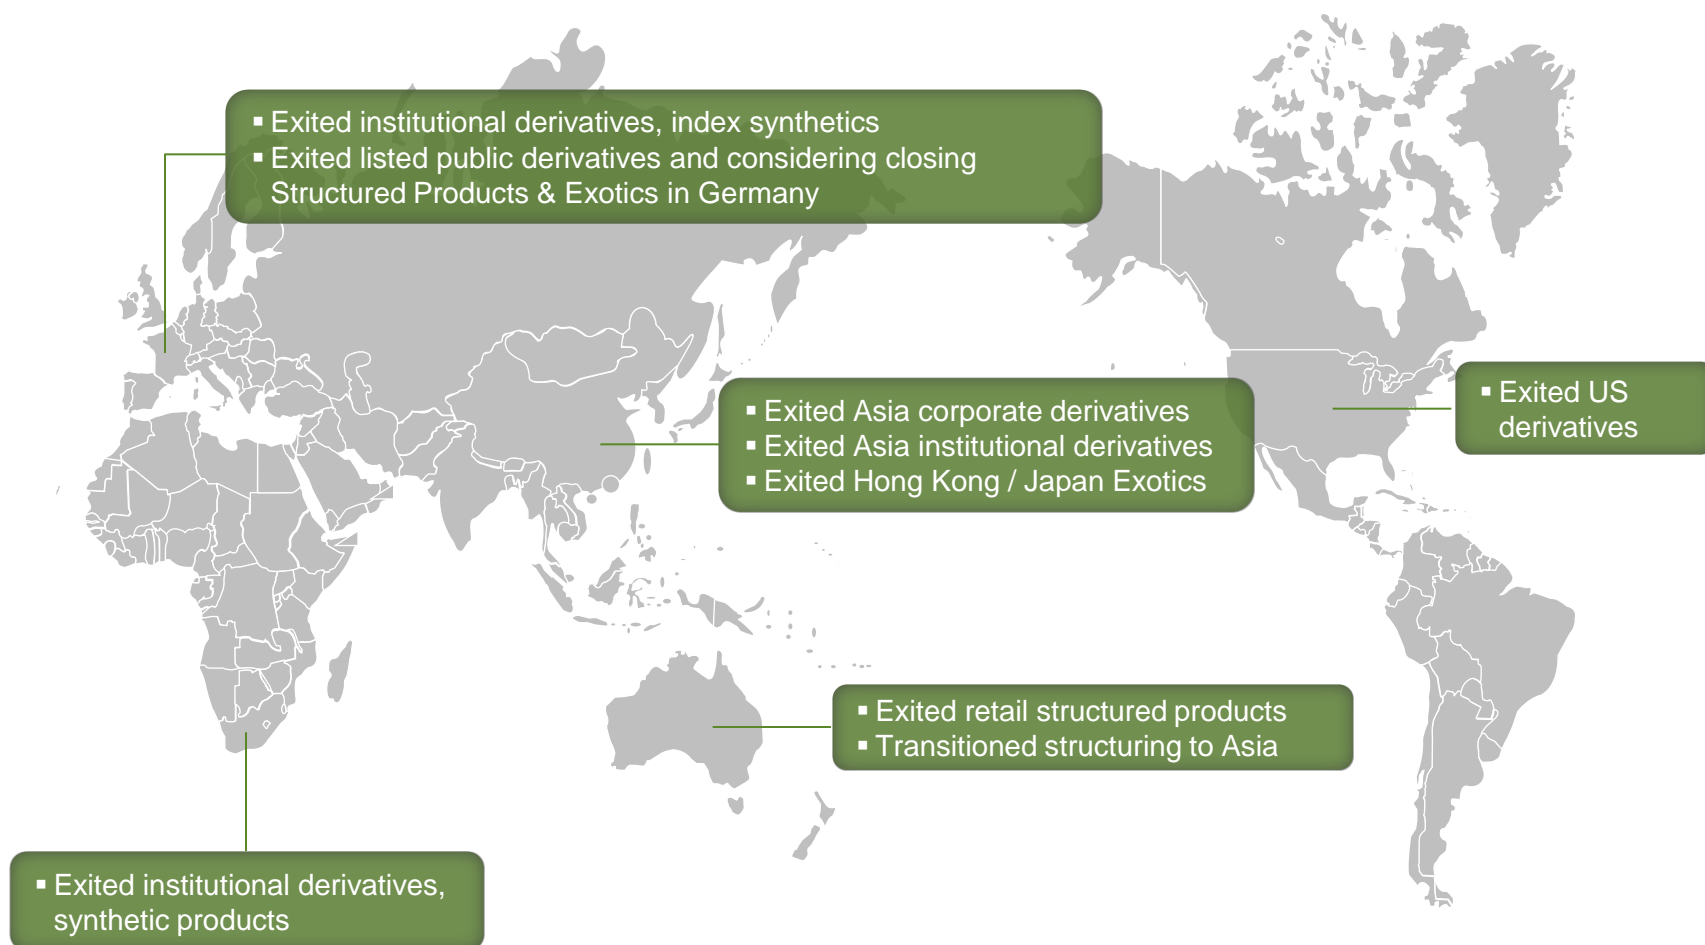 ▪ Exited institutional derivatives, index synthetics
▪ Exited listed public derivatives and considering closing
Structured Products & Exotics in Germany
▪ Exited US
derivatives
▪ Exited Asia corporate derivatives
▪ Exited Asia institutional derivatives
▪ Exited Hong Kong / Japan Exotics
▪ Exited retail structured products
▪ Transitioned structuring to Asia
▪ Exited institutional derivatives,
synthetic products